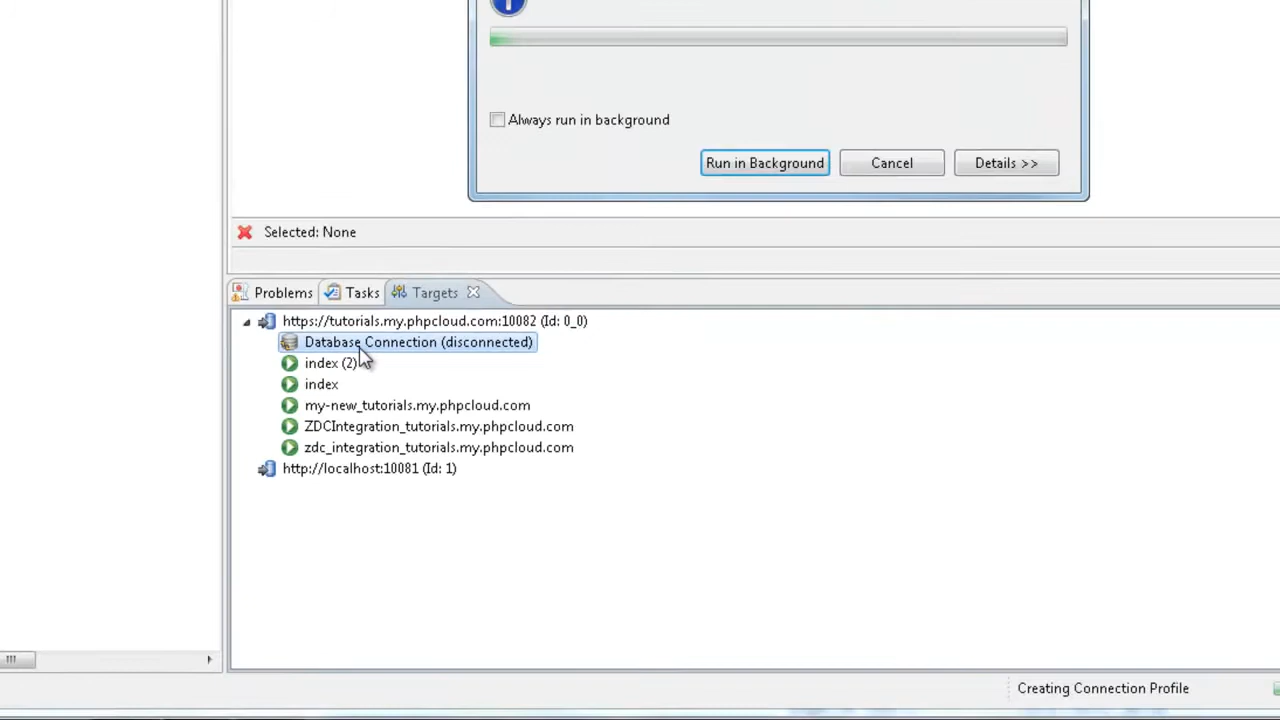 Always run in background
Run in Background
Cancel
Details >>
Selected: None
Problems
Tasks
Targets
https://tutorials.my.phpcloud.com:10082 (Id: 0_0)
Database Connection (disconnected)
index (2)
index
my-new_tutorials.my.phpcloud.com
ZDCIntegration_tutorials.my.phpcloud.com
zdc_integration_tutorials.my.phpcloud.com
http://localhost:10081 (Id: 1)
Creating Connection Profile